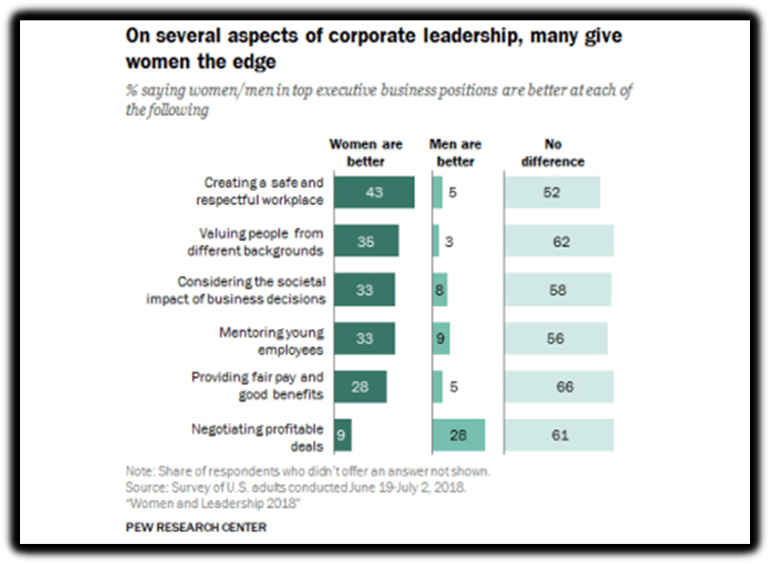 On several aspects of corporate leadership, many give
women the edge
% saying women/men in top executive business positions are better at each of
the following
Women are better
Men are better
No difference
Creating a safe and respectful workplace 43 5 52
Valuing people from different backgrounds 35 3 62
Considering the societal impact of business decisions 33 8 58
Mentoring young employees 33 9 56
Providing fair pay and good benefits 28 5 66
Negotiating profitable deals 9 28 61
Note: Share of respondents who didn't offer an answer not shown.
Source: Survey of U.S. adults conducted June 19-July 2, 2018.
"Women and Leadership 2018"
PEW RESEARCH CENTER